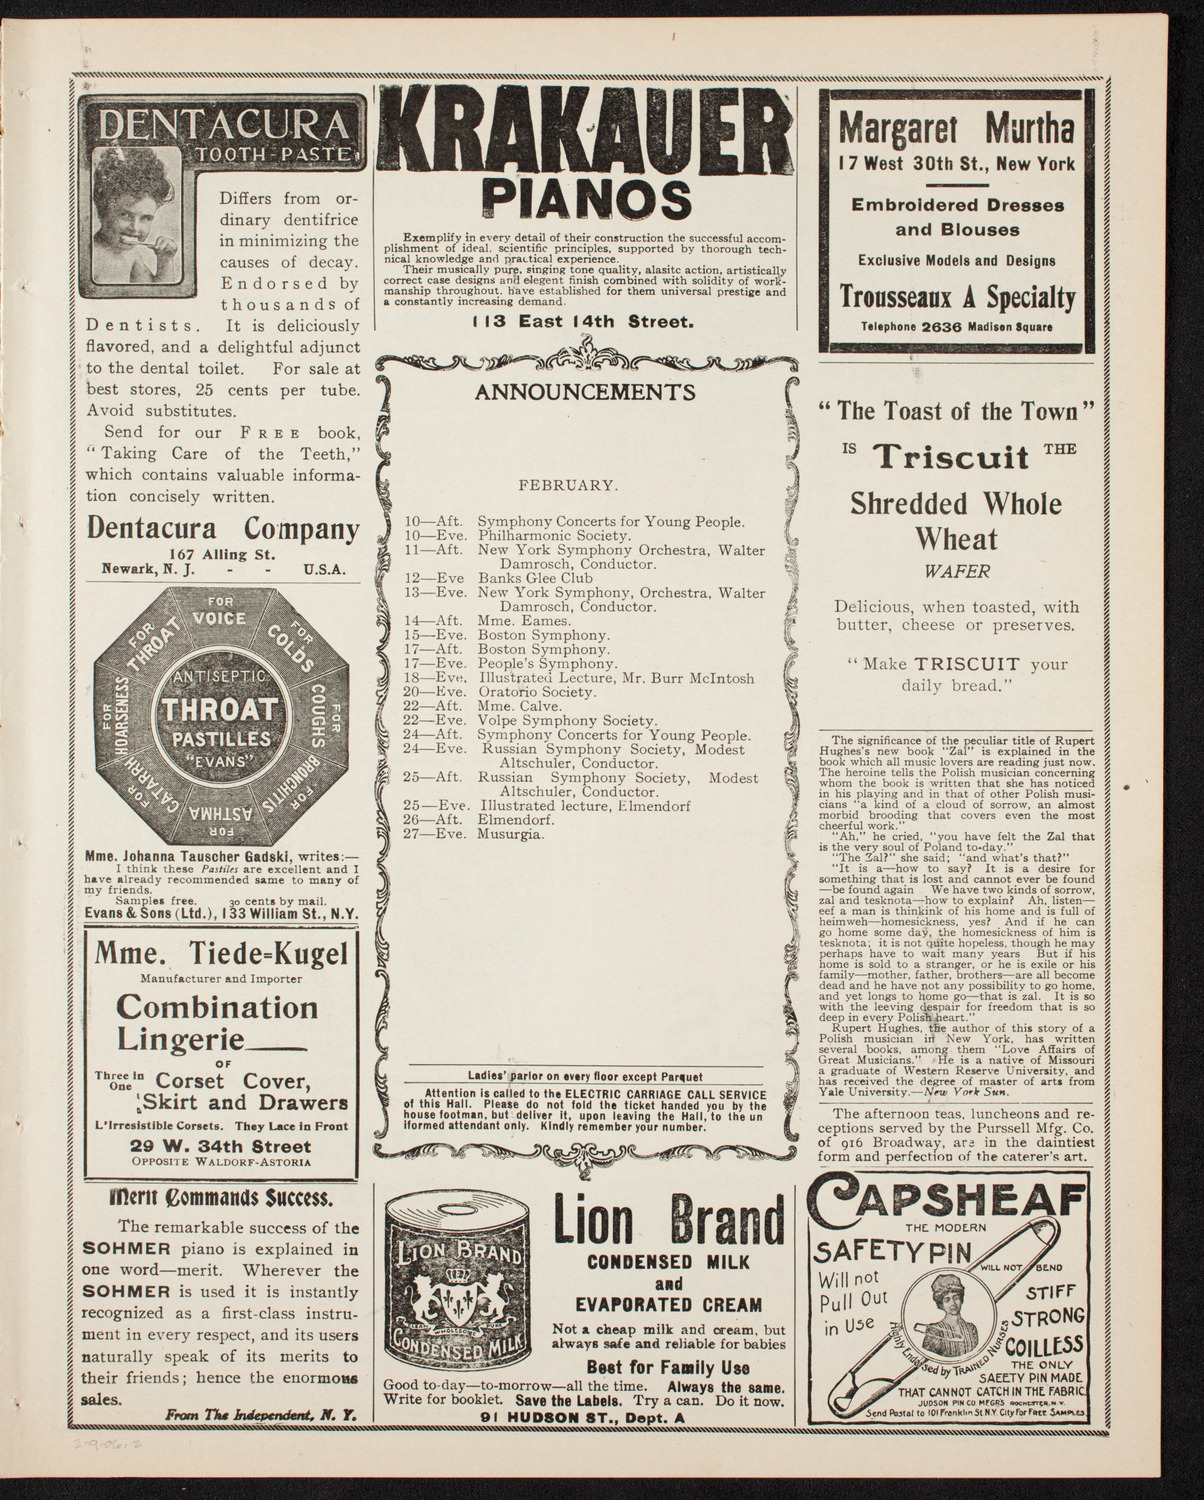 DENTACURA
TOOTH-PASTE
Differs from or-
dinary dentifrice
in minimizing the
causes of decay.
Endorsed by
thousands of
Dentists. It is deliciously
flavored, and a delightful adjunct
to the dental toilet. For sale at
best stores, 25 cents per tube.
Avoid substitutes.
Send for our FREE book,
"Taking Care of the Teeth,"
which contains valuable informa-
tion concisely written.
Dentacura Company
167 Alling St.
Newark, N. J. - - U.S.A.
FOR VOICE
FOR COLDS
FOR COUGHS
FOR BRONCHITIS
FOR ASTHMA
FOR CATARRH
FOR HOARSENESS
FOR THROAT
ANTISEPTIC
THROAT
PASTILLES
"EVANS"
Mme. Johanna Tauscher Gadski, writes:—
I think these Pastiles are excellent and I
have already recommended same to many of
my friends.
Samples free. 30 cents by mail.
Evans & Sons (Ltd.), 133 William St., N.Y.
Mme. Tiede=Kugel
Manufacturer and Importer
Combination
Lingerie
OF
Three in One Corset Cover,
Skirt and Drawers
L'Irresistible Corsets. They Lace in Front
29 W. 34th Street
OPPOSITE WALDORF-ASTORIA
Merit Commands Success.
The remarkable success of the
SOHMER piano is explained in
one word—merit. Wherever the
SOHMER is used it is instantly
recognized as a first-class instru-
ment in every respect, and its users
naturally speak of its merits to
their friends; hence the enormous
sales.
From The Independent, N. Y.
KRAKAUER
PIANOS
Exemplify in every detail of their construction the successful accom-
plishment of ideal, scientific principles, supported by thorough tech-
nical knowledge and practical experience.
Their musically pure, singing tone quality, alasitc action, artistically
correct case designs and elegent finish combined with solidity of work-
manship throughout, have established for them universal prestige and
a constantly increasing demand.
113 East 14th Street.
ANNOUNCEMENTS
FEBRUARY.
10—Aft. Symphony Concerts for Young People.
10—Eve. Philharmonic Society.
11—Aft. New York Symphony Orchestra, Walter
Damrosch, Conductor.
12—Eve Banks Glee Club
13—Eve. New York Symphony, Orchestra, Walter
Damrosch, Conductor.
14—Aft. Mme. Eames.
15—Eve. Boston Symphony.
17—Aft. Boston Symphony.
17—Eve. People's Symphony.
18—Eve, Illustrated Lecture, Mr. Burr McIntosh
20—Eve. Oratorio Society.
22—Aft. Mme. Calve.
22—Eve. Volpe Symphony Society.
24—Aft. Symphony Concerts for Young People.
24—Eve. Russian Symphony Society, Modest
Altschuler, Conductor.
25—Aft. Russian Symphony Society, Modest
Altschuler, Conductor.
25—Eve. Illustrated lecture, Elmendorf
26—Aft. Elmendorf.
27—Eve. Musurgia.
Ladies' parlor on every floor except Parquet
Attention is called to the ELECTRIC CARRIAGE CALL SERVICE
of this Hall. Please do not fold the ticket handed you by the
house footman, but deliver it, upon leaving the Hall, to the un
iformed attendant only. Kindly remember your number.
LION BRAND
CLEAN WHOLESOME PURE
CONDENSED MILK
Lion Brand
CONDENSED MILK
and
EVAPORATED CREAM
Not a cheap milk and cream, but
always safe and reliable for babies
Best for Family Use
Good to-day—to-morrow—all the time. Always the same.
Write for booklet. Save the Labels. Try a can. Do it now.
91 HUDSON ST., Dept. A
Margaret Murtha
17 West 30th St., New York
Embroidered Dresses
and Blouses
Exclusive Models and Designs
Trousseaux A Specialty
Telephone 2636 Madison Square
"The Toast of the Town"
IS Triscuit THE
Shredded Whole
Wheat
WAFER
Delicious, when toasted, with
butter, cheese or preserves.
"Make TRISCUIT your
daily bread."
The significance of the peculiar title of Rupert
Hughes's new book "Zal" is explained in the
book which all music lovers are reading just now.
The heroine tells the Polish musician concerning
whom the book is written that she has noticed
in his playing and in that of other Polish musi-
cians "a kind of a cloud of sorrow, an almost
morbid brooding that covers even the most
cheerful work."
"Ah," he cried, "you have felt the Zal that
is the very soul of Poland to-day."
"The Zal?" she said; "and what's that?"
"It is a—how to say? It is a desire for
something that is lost and cannot ever be found
—be found again We have two kinds of sorrow,
zal and tesknota—how to explain? Ah, listen—
eef a man is thinkink of his home and is full of
heimweh—homesickness, yes? And if he can
go home some day, the homesickness of him is
tesknota; it is not quite hopeless, though he may
perhaps have to wait many years But if his
home is sold to a stranger, or he is exile or his
family—mother, father, brothers—are all become
dead and he have not any possibility to go home,
and yet longs to home go—that is zal. It is so
with the leeving despair for freedom that is so
deep in every Polish heart."
Rupert Hughes, the author of this story of a
Polish musician in New York, has written
several books, among them "Love Affairs of
Great Musicians." He is a native of Missouri
a graduate of Western Reserve University, and
has received the degree of master of arts from
Yale University.—New York Sun.
The afternoon teas, luncheons and re-
ceptions served by the Purssell Mfg. Co.
of 916 Broadway, are in the daintiest
form and perfection of the caterer's art.
CAPSHEAF
THE MODERN
SAFETY PIN
WILL NOT BEND
Will not
Pull Out
in Use
STIFF
STRONG
COILLESS
Highly Endorsed by TRAINED NURSES
THE ONLY
SAFETY PIN MADE
THAT CANNOT CATCH IN THE FABRIC
JUDSON PIN CO. MFGRS ROCHESTER, N.Y.
Send Postal to 101 Franklin St. N.Y. City For FREE SAMPLES